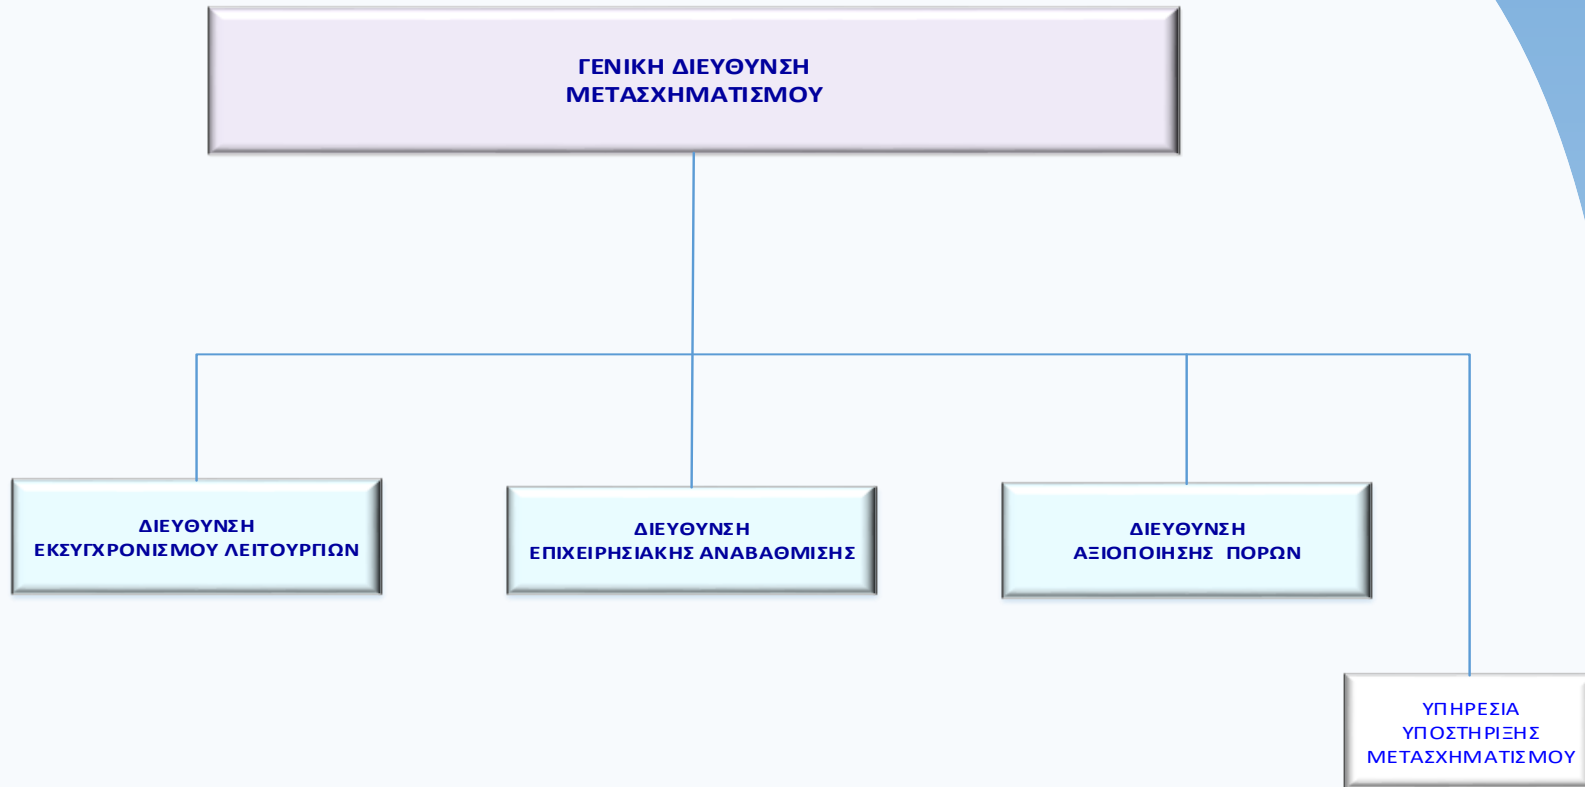 ΓΕΝΙΚΗ ΔΙΕΥΘΥΝΣΗ
ΜΕΤΑΣΧΗΜΑΤΙΣΜΟΥ
ΔΙΕΥΘΥΝΣΗ
ΕΚΣΥΓΧΡΟΝΙΣΜΟΥ ΛΕΙΤΟΥΡΓΙΩΝ
ΔΙΕΥΘΥΝΣΗ
ΕΠΙΧΕΙΡΗΣΙΑΚΗΣ ΑΝΑΒΑΘΜΙΣΗΣ
ΔΙΕΥΘΥΝΣΗ
ΑΞΙΟΠΟΙΗΣΗΣ ΠΟΡΩΝ
ΥΠΗΡΕΣΙΑ
ΥΠΟΣΤΗΡΙΞΗΣ
ΜΕΤΑΣΧΗΜΑΤΙΣΜΟΥ